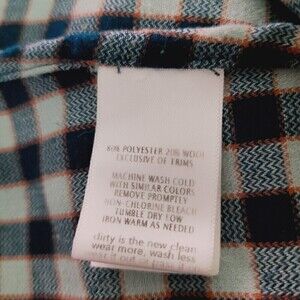 80% POLYESTER 20% WOOL
EXCLUSIVE OF TRIMS
MACHINE WASH COLD
WITH SIMILAR COLORS
REMOVE PROMPTLY
NON-CHLORINE BLEACH
TUMBLE DRY LOW
IRON WARM AS NEEDED
dirty is the new clean
wear more, wash less